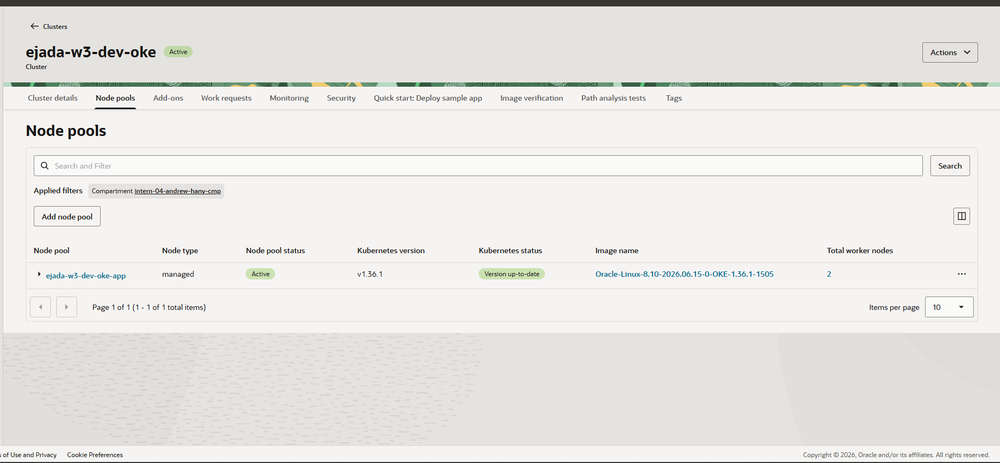 Clusters
ejada-w3-dev-oke Active
Cluster
Actions
Cluster details Node pools Add-ons Work requests Monitoring Security Quick start: Deploy sample app Image verification Path analysis tests Tags
Node pools
Search and Filter
Search
Applied filters Compartment intern-04-andrew-hany-cmp
Add node pool
Node pool Node type Node pool status Kubernetes version Kubernetes status Image name Total worker nodes
ejada-w3-dev-oke-app managed Active v1.36.1 Version up-to-date Oracle-Linux-8.10-2026.06.15-0-OKE-1.36.1-1505 2
Page 1 of 1 (1 - 1 of 1 total items) Items per page 10
of Use and Privacy Cookie Preferences Copyright © 2026, Oracle and/or its affiliates. All rights reserved.